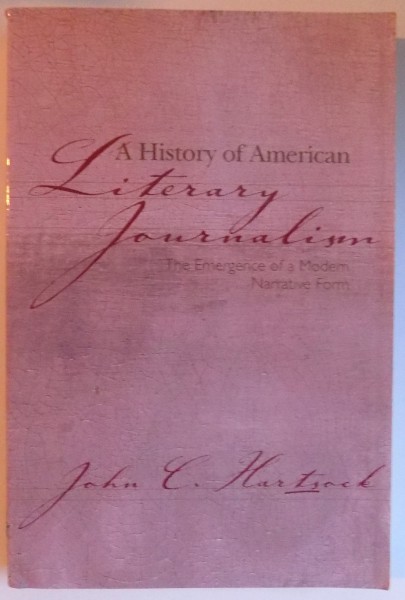 A History of American
Literary
Journalism
The Emergence of a Modern
Narrative Form
John C. Hartsock